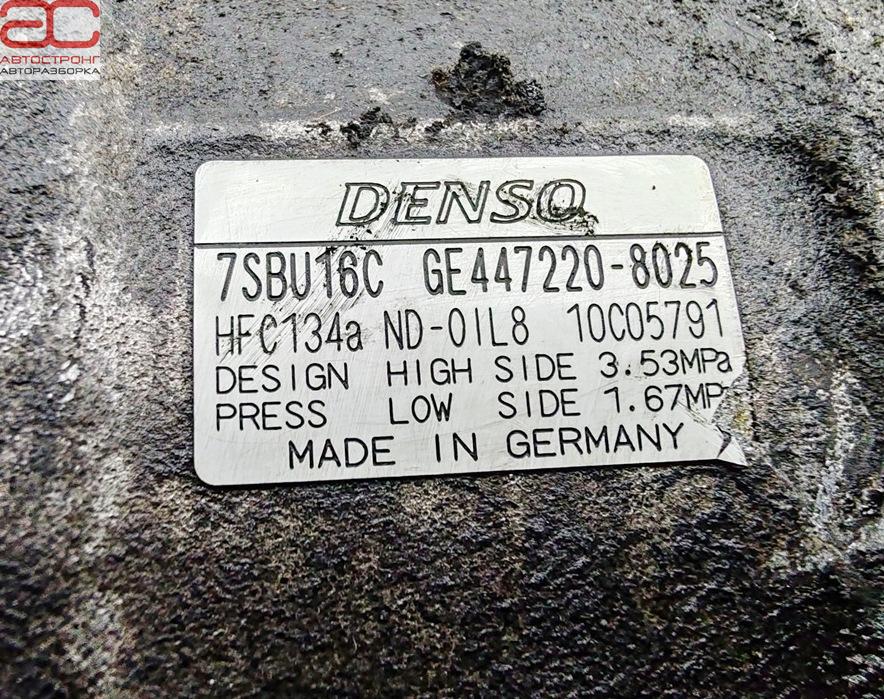 ac
АВТОСТРОНГ
АВТОРАЗБОРКА
DENSO
7SBU16C GE447220-8025
HFC134a ND-OIL8 10C05791
DESIGN HIGH SIDE 3.53MPa
PRESS LOW SIDE 1.67MP
MADE IN GERMANY